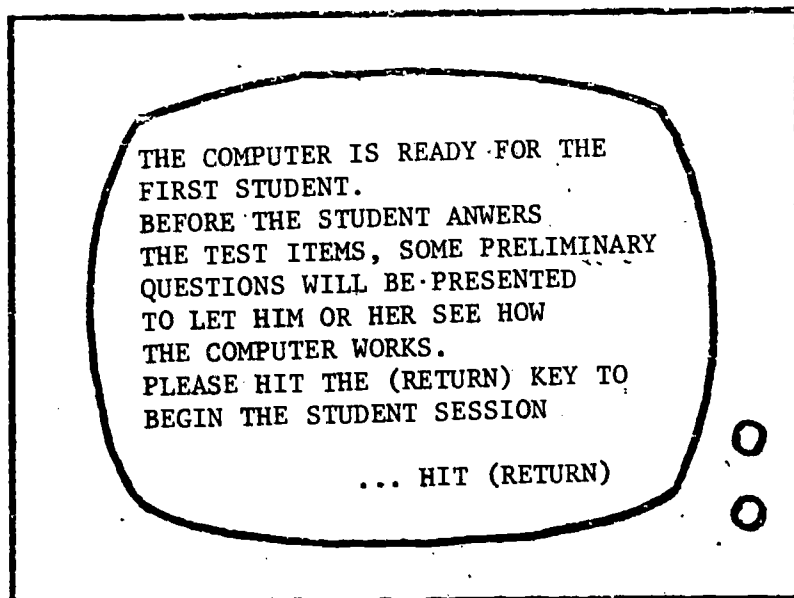 THE COMPUTER IS READY FOR THE
FIRST STUDENT.
BEFORE THE STUDENT ANWERS
THE TEST ITEMS, SOME PRELIMINARY
QUESTIONS WILL BE PRESENTED
TO LET HIM OR HER SEE HOW
THE COMPUTER WORKS.
PLEASE HIT THE (RETURN) KEY TO
BEGIN THE STUDENT SESSION
... HIT (RETURN)